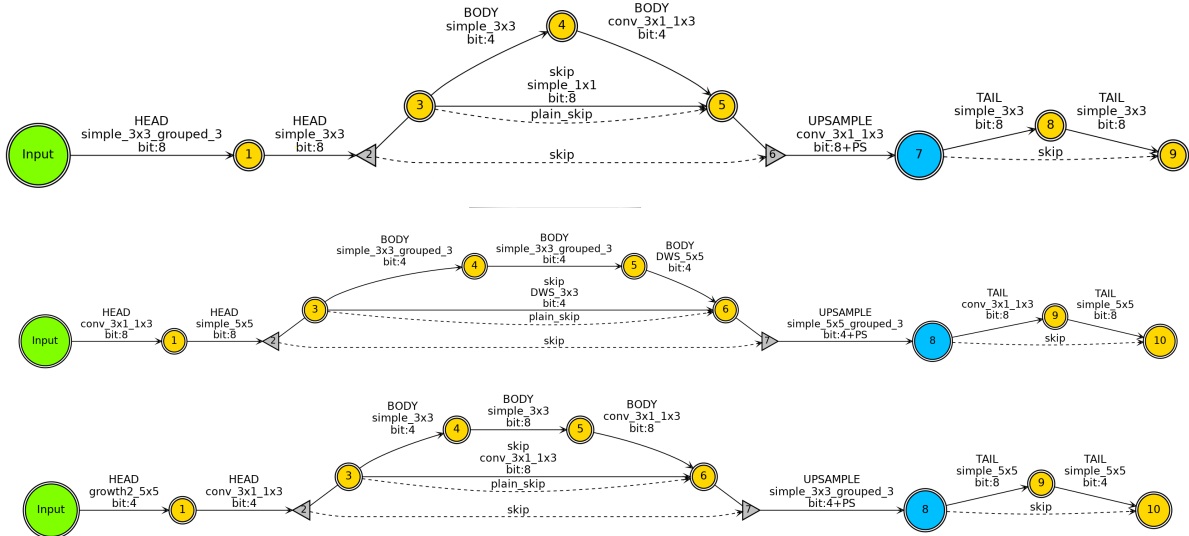 BODY
simple_3x3
bit:4
4
BODY
conv_3x1_1x3
bit:4
skip
simple_1x1
bit:8
plain_skip
3
5
HEAD
simple_3x3_grouped_3
bit:8
HEAD
simple_3x3
bit:8
Input
1
2
skip
6
UPSAMPLE
conv_3x1_1x3
bit:8+PS
7
TAIL
simple_3x3
bit:8
8
TAIL
simple_3x3
bit:8
skip
9
BODY
simple_3x3_grouped_3
bit:4
4
BODY
simple_3x3_grouped_3
bit:4
5
BODY
DWS_5x5
bit:4
skip
DWS_3x3
bit:4
plain_skip
3
6
HEAD
conv_3x1_1x3
bit:8
HEAD
simple_5x5
bit:8
Input
1
2
skip
7
UPSAMPLE
simple_5x5_grouped_3
bit:4+PS
8
TAIL
conv_3x1_1x3
bit:8
9
TAIL
simple_5x5
bit:8
skip
10
BODY
simple_3x3
bit:4
4
BODY
simple_3x3
bit:8
5
BODY
conv_3x1_1x3
bit:8
skip
conv_3x1_1x3
bit:8
plain_skip
3
6
HEAD
growth2_5x5
bit:4
HEAD
conv_3x1_1x3
bit:4
Input
1
2
skip
7
UPSAMPLE
simple_3x3_grouped_3
bit:4+PS
8
TAIL
simple_5x5
bit:8
9
TAIL
simple_5x5
bit:4
skip
10